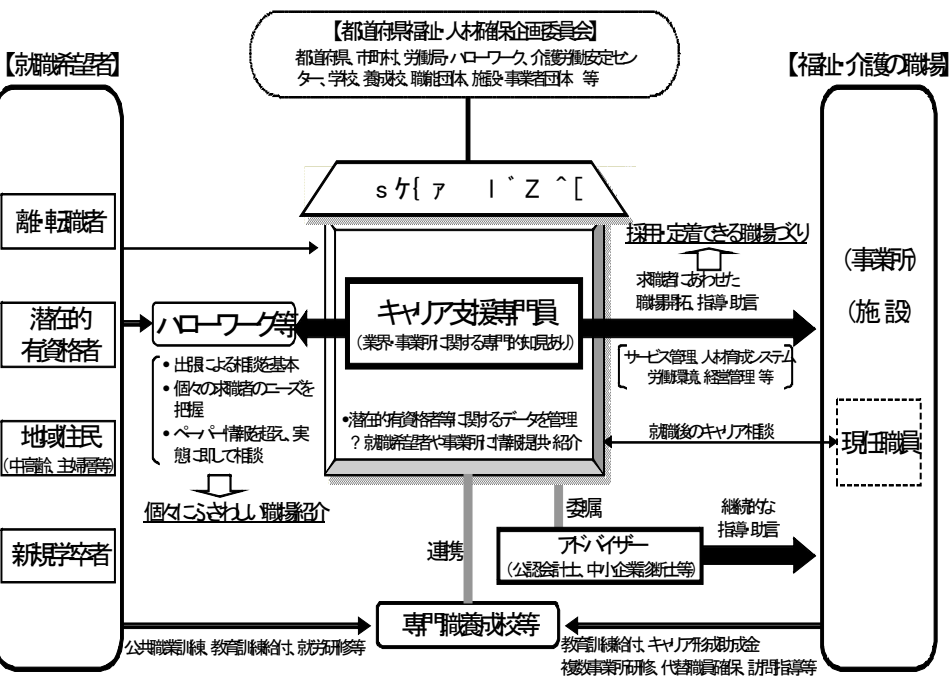 【都道府県福祉・人材確保企画委員会】
都道府県、市町村、労働局・ハローワーク、介護労働安定セン
ター、学校、養成校、職能団体、施設・事業者団体 等
【就職希望者】
【福祉・介護の職場】
離・転職者
潜在的
有資格者
地域住民
(中高齢、主婦層等)
新規学卒者
ハローワーク等
• 出張による相談を基本
• 個々の求職者のニーズを
把握
• ペーパー情報を超え、実
態に即して相談
個々にふさわしい職場紹介
キャリア支援専門員
(業界・事業所に関する専門的知見あり)
•潜在的有資格者等に関するデータを管理
? 就職希望者や事業所に情報提供・紹介
採用・定着できる職場づくり
求職者にあわせた
職場開拓、指導・助言
サービス管理、人材育成システム、
労働環境、経営管理 等
(事業所)
(施設)
就職後のキャリア相談
現任職員
連携
委属
アドバイザー
(公認会計士、中小企業診断士等)
継続的な
指導・助言
専門職養成校等
公共職業訓練、教育訓練給付、就労研修等
教育訓練給付、キャリア形成助成金
複数事業所研修、代替職員確保、訪問指導等